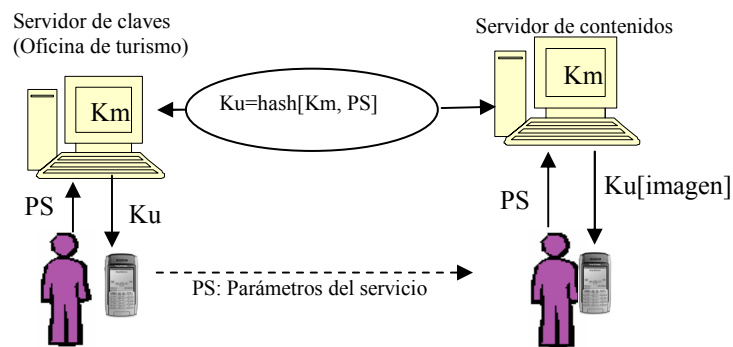 Servidor de claves
(Oficina de turismo)
Servidor de contenidos
Km
Ku=hash[Km, PS]
Km
PS
Ku
PS
Ku[imagen]
PS: Parámetros del servicio